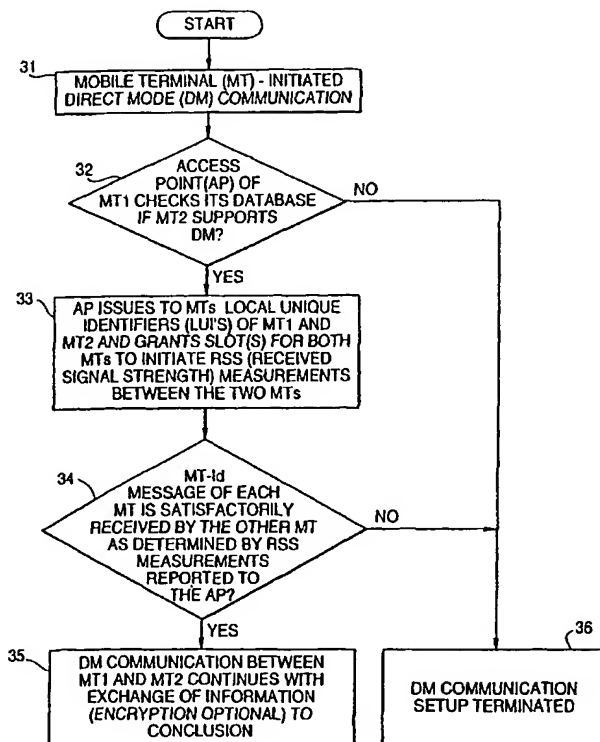 START
31
MOBILE TERMINAL (MT) - INITIATED
DIRECT MODE (DM) COMMUNICATION
32
ACCESS
POINT(AP) OF
MT1 CHECKS ITS DATABASE
IF MT2 SUPPORTS
DM?
NO
YES
33
AP ISSUES TO MTs LOCAL UNIQUE
IDENTIFIERS (LUI'S) OF MT1 AND
MT2 AND GRANTS SLOT(S) FOR BOTH
MTs TO INITIATE RSS (RECEIVED
SIGNAL STRENGTH) MEASUREMENTS
BETWEEN THE TWO MTs
34
MT-Id
MESSAGE OF EACH
MT IS SATISFACTORILY
RECEIVED BY THE OTHER MT
AS DETERMINED BY RSS
MEASUREMENTS
REPORTED TO
THE AP?
NO
YES
35
DM COMMUNICATION BETWEEN
MT1 AND MT2 CONTINUES WITH
EXCHANGE OF INFORMATION
(ENCRYPTION OPTIONAL) TO
CONCLUSION
36
DM COMMUNICATION
SETUP TERMINATED